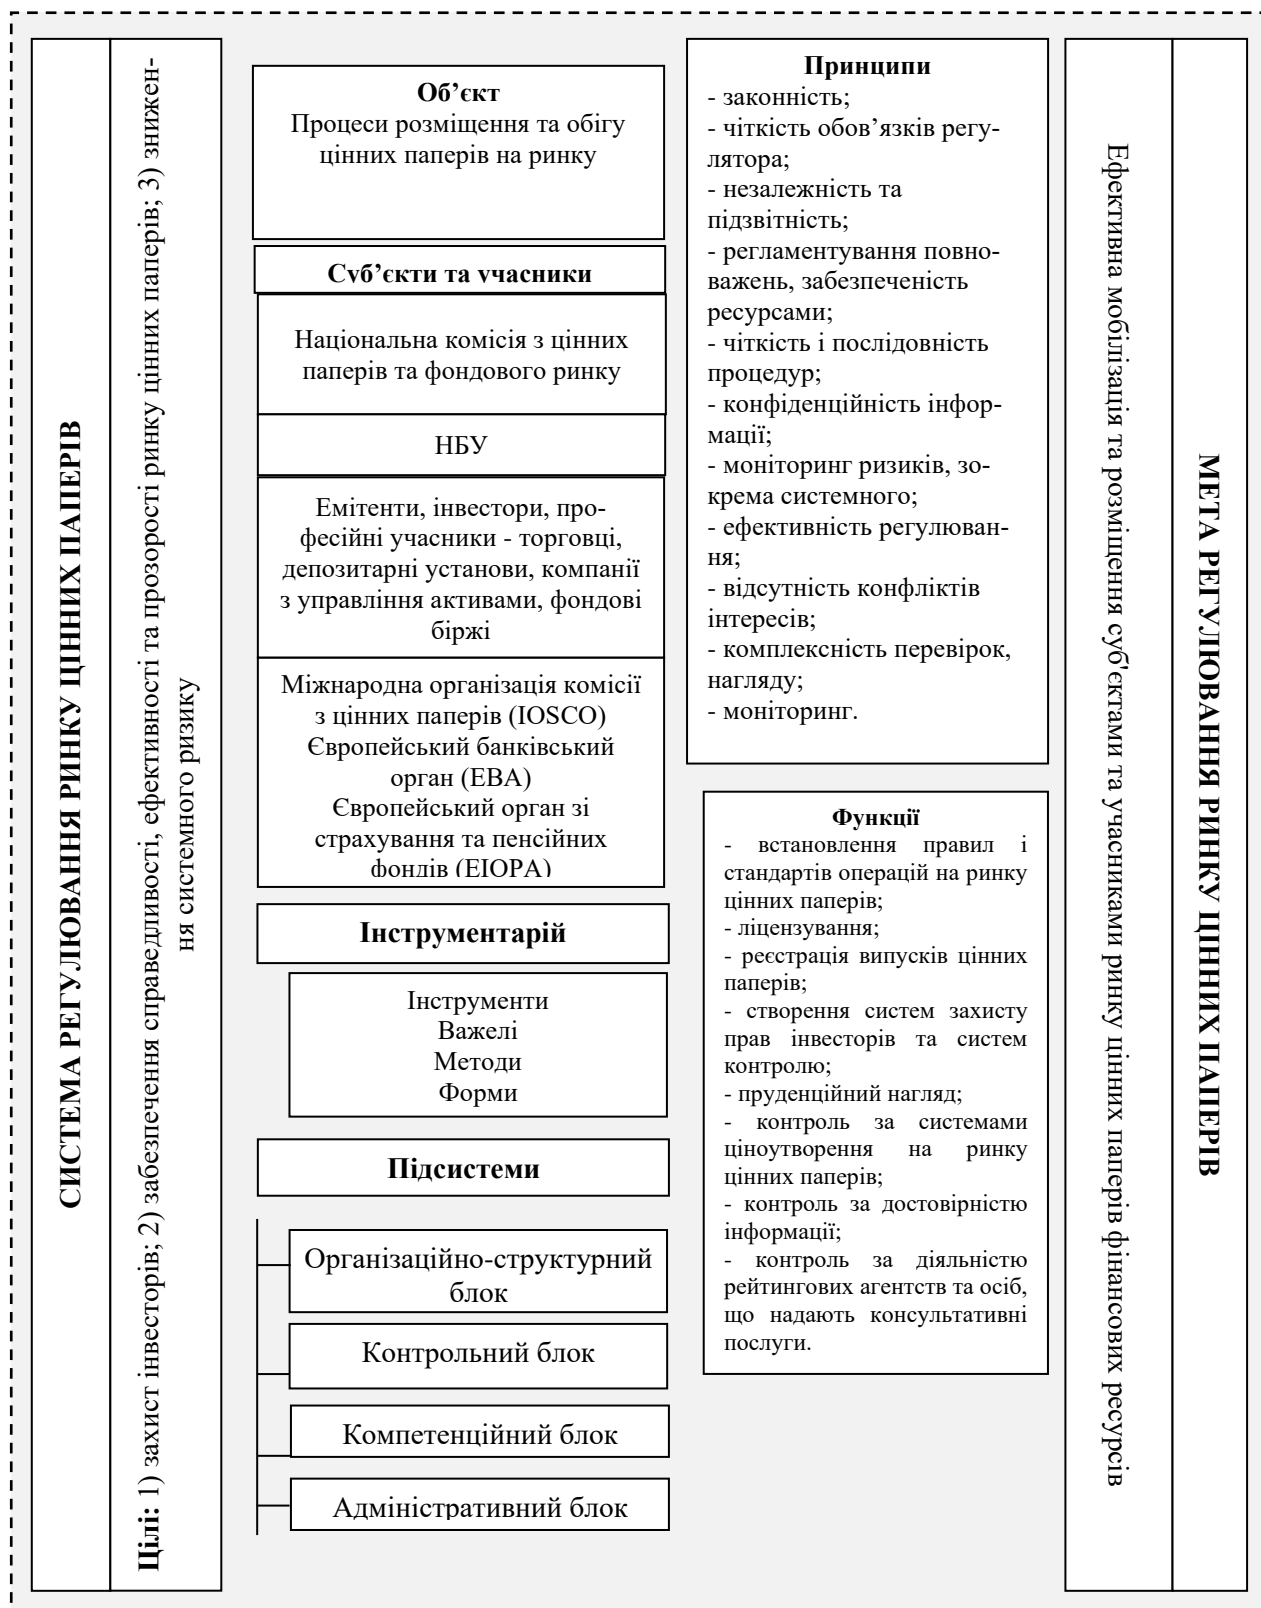 СИСТЕМА РЕГУЛЮВАННЯ РИНКУ ЦІННИХ ПАПЕРІВ
Цілі: 1) захист інвесторів; 2) забезпечення справедливості, ефективності та прозорості ринку цінних паперів; 3) знижен-
ня системного ризику
Об’єкт
Процеси розміщення та обігу
цінних паперів на ринку
Суб’єкти та учасники
Національна комісія з цінних
паперів та фондового ринку
НБУ
Емітенти, інвестори, про-
фесійні учасники - торговці,
депозитарні установи, компанії
з управління активами, фондові
біржі
Міжнародна організація комісії
з цінних паперів (IOSCO)
Європейський банківський
орган (EBA)
Європейський орган зі
страхування та пенсійних
фондів (EIOPA)
Інструментарій
Інструменти
Важелі
Методи
Форми
Підсистеми
Організаційно-структурний
блок
Контрольний блок
Компетенційний блок
Адміністративний блок
Принципи
- законність;
- чіткість обов’язків регу-
лятора;
- незалежність та
підзвітність;
- регламентування повно-
важень, забезпеченість
ресурсами;
- чіткість і послідовність
процедур;
- конфіденційність інфор-
мації;
- моніторинг ризиків, зо-
крема системного;
- ефективність регулюван-
ня;
- відсутність конфліктів
інтересів;
- комплексність перевірок,
нагляду;
- моніторинг.
Функції
- встановлення правил і
стандартів операцій на ринку
цінних паперів;
- ліцензування;
- реєстрація випусків цінних
паперів;
- створення систем захисту
прав інвесторів та систем
контролю;
- пруденційний нагляд;
- контроль за системами
ціноутворення на ринку
цінних паперів;
- контроль за достовірністю
інформації;
- контроль за діяльністю
рейтингових агентств та осіб,
що надають консультативні
послуги.
Ефективна мобілізація та розміщення суб'єктами та учасниками ринку цінних паперів фінансових ресурсів
МЕТА РЕГУЛЮВАННЯ РИНКУ ЦІННИХ ПАПЕРІВ